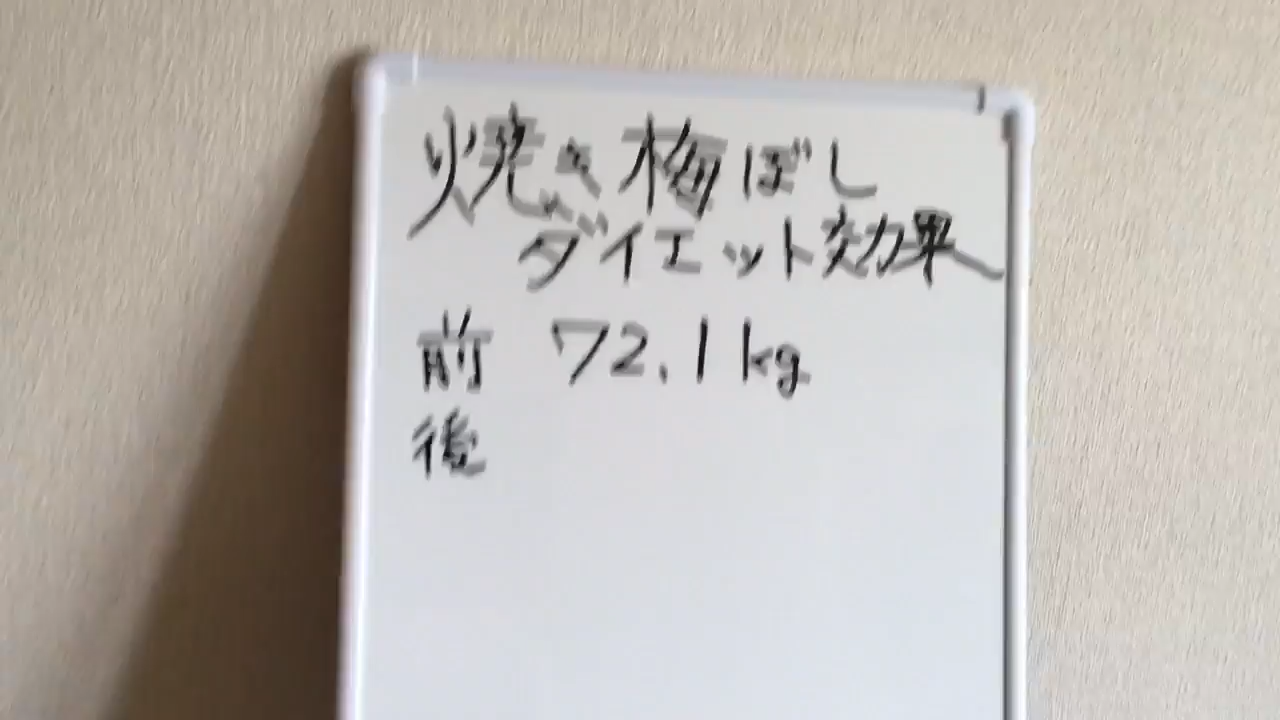 焼き梅ぼし
ダイエット効果
前 72.1kg
後